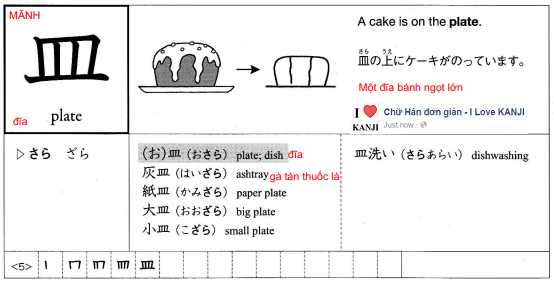 MÃNH
皿
đĩa
plate
A cake is on the plate.
さら うえ
皿の上にケーキがのっています。
Một đĩa bánh ngọt lớn
I ❤ KANJI
Chữ Hán đơn giản - I Love KANJI
Just now
▷ さら ざら
(お)皿 (おさら) plate; dish đĩa
灰皿 (はいざら) ashtray gạt tàn thuốc lá
紙皿 (かみざら) paper plate
大皿 (おおざら) big plate
小皿 (こざら) small plate
皿洗い (さらあらい) dishwashing
<5> 皿